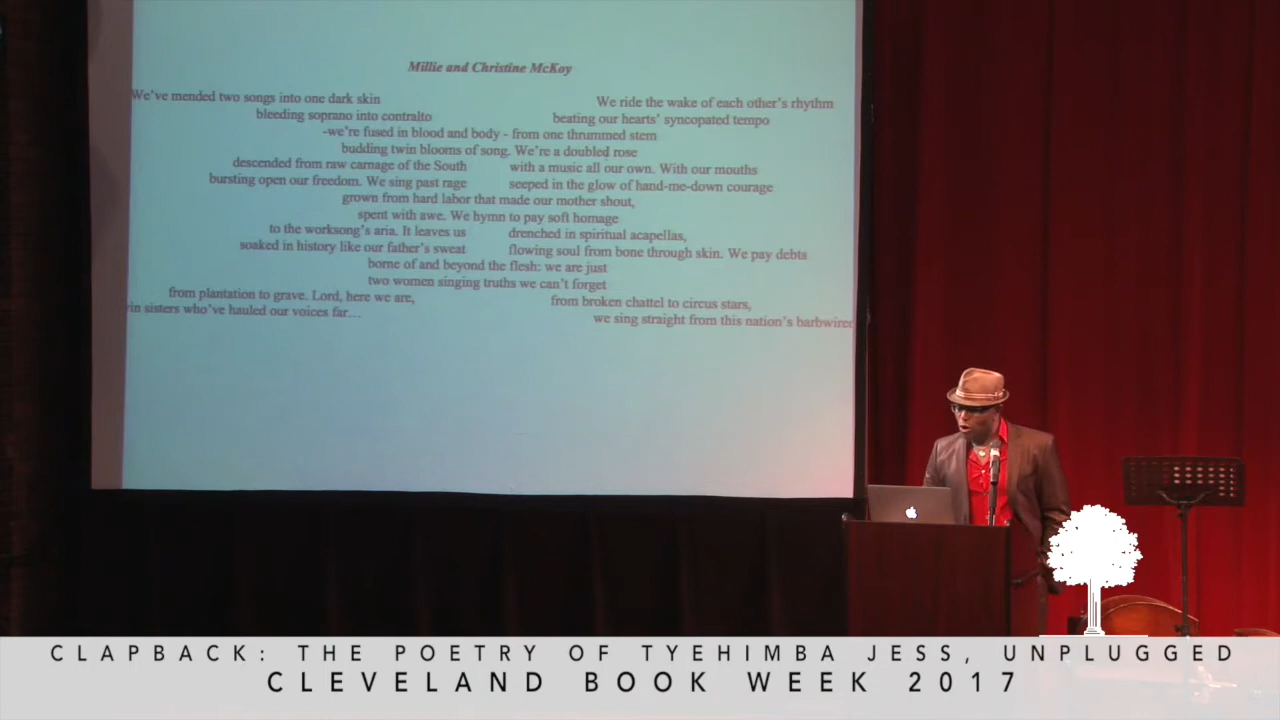 Millie and Christine McKoy
We've mended two songs into one dark skin
We ride the wake of each other's rhythm
bleeding soprano into contralto
beating our hearts' syncopated tempo
-we're fused in blood and body - from one thrummed stem
budding twin blooms of song. We're a doubled rose
descended from raw carnage of the South
with a music all our own. With our mouths
bursting open our freedom. We sing past rage
seeped in the glow of hand-me-down courage
grown from hard labor that made our mother shout,
spent with awe. We hymn to pay soft homage
to the worksong's aria. It leaves us
drenched in spiritual acapellas,
soaked in history like our father's sweat
flowing soul from bone through skin. We pay debts
borne of and beyond the flesh: we are just
two women singing truths we can't forget
from plantation to grave. Lord, here we are,
from broken chattel to circus stars,
in sisters who've hauled our voices far...
we sing straight from this nation's barbwired
CLAPBACK: THE POETRY OF TYEHIMBA JESS, UNPLUGGED
CLEVELAND BOOK WEEK 2017